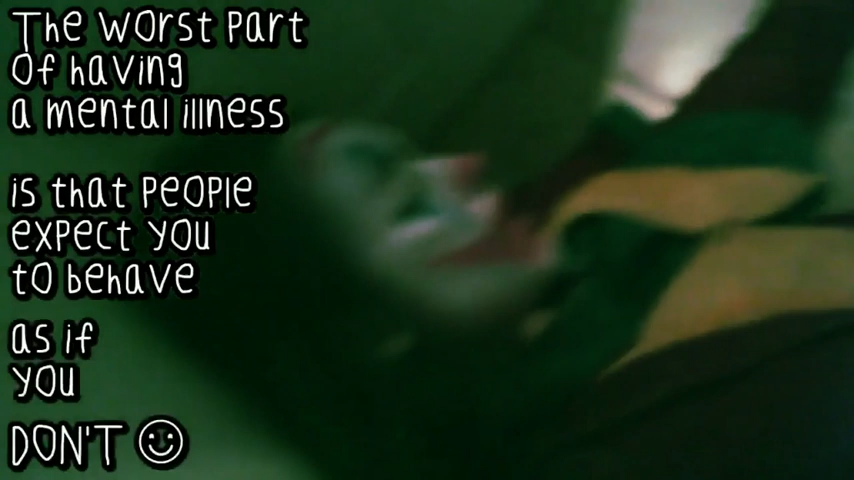 The worst part
of having
a mental illness
is that people
expect you
to behave
as if
you
DON'T ☺